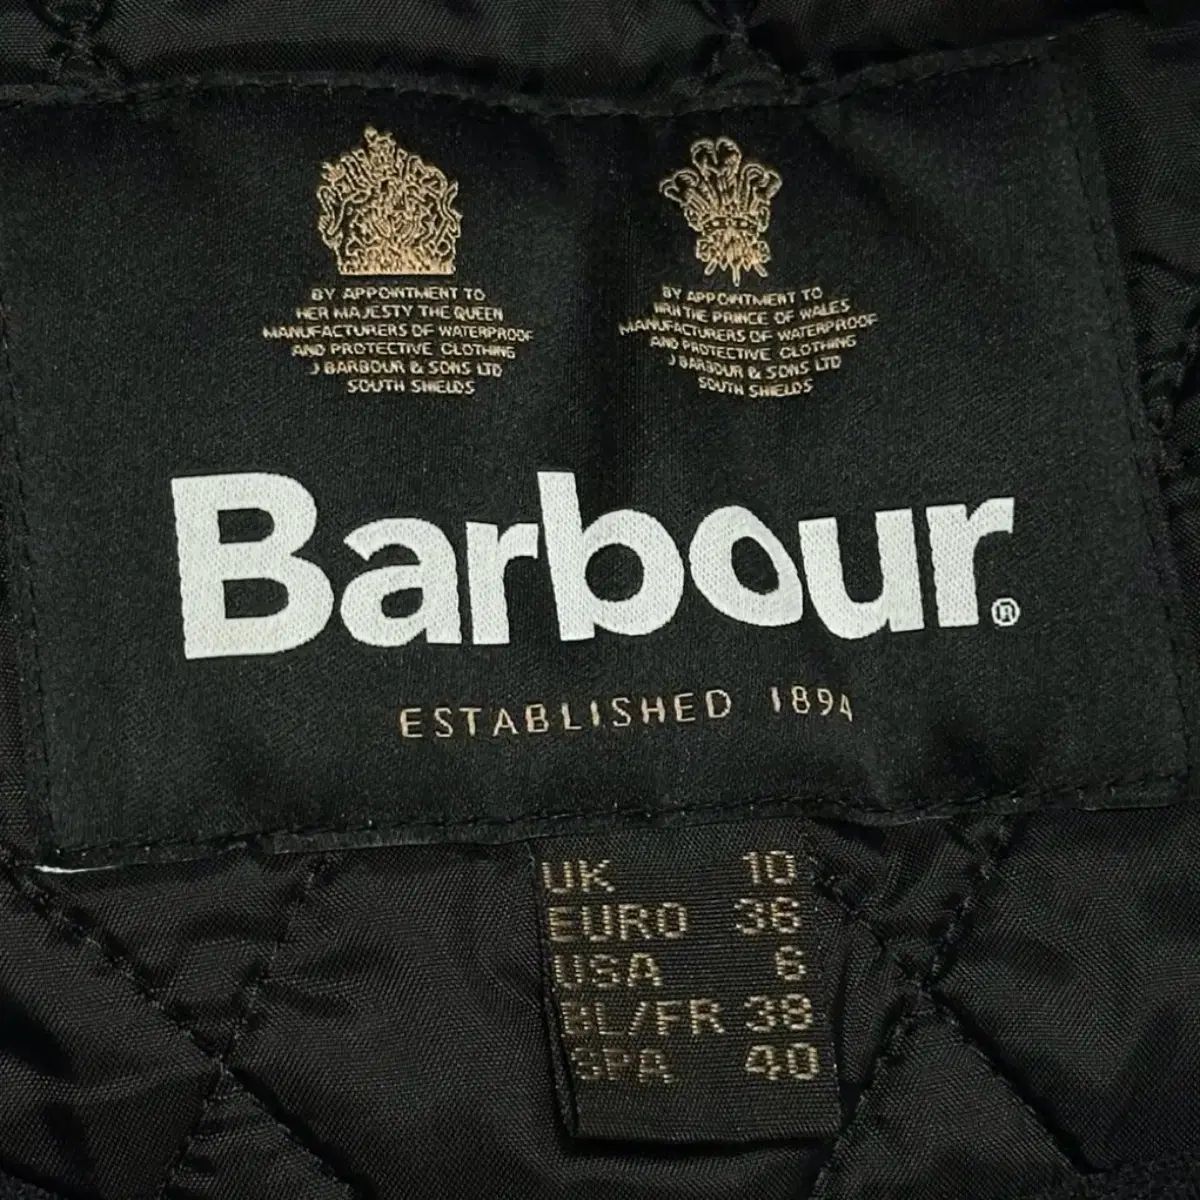 BY APPOINTMENT TO
HER MAJESTY THE QUEEN
MANUFACTURERS OF WATERPROOF
AND PROTECTIVE CLOTHING
J BARBOUR & SONS LTD
SOUTH SHIELDS
BY APPOINTMENT TO
HRH THE PRINCE OF WALES
MANUFACTURERS OF WATERPROOF
AND PROTECTIVE CLOTHING
J BARBOUR & SONS LTD
SOUTH SHIELDS
Barbour®
ESTABLISHED 1894
UK 10
EURO 36
USA 6
BL/FR 38
SPA 40